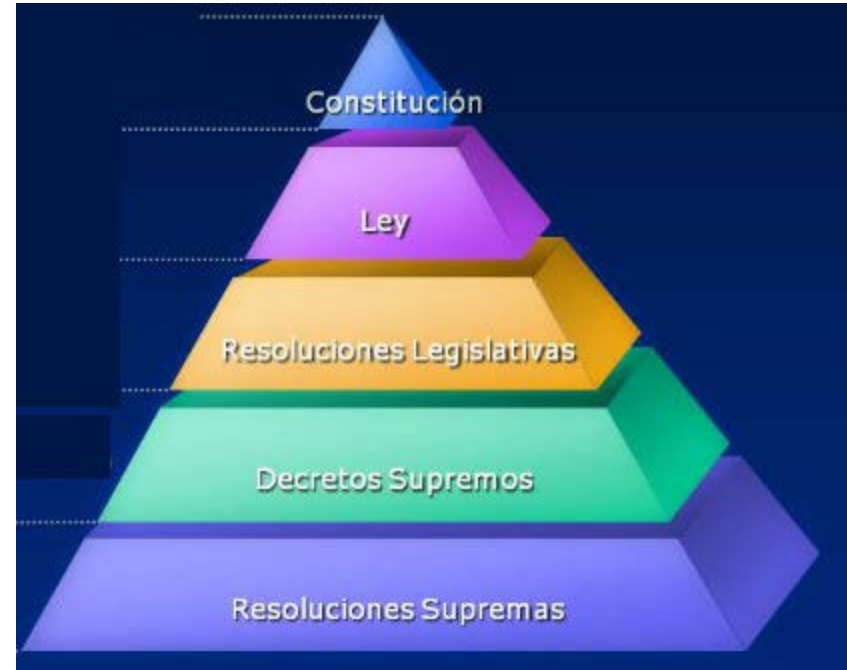 Constitución
Ley
Resoluciones Legislativas
Decretos Supremos
Resoluciones Supremas